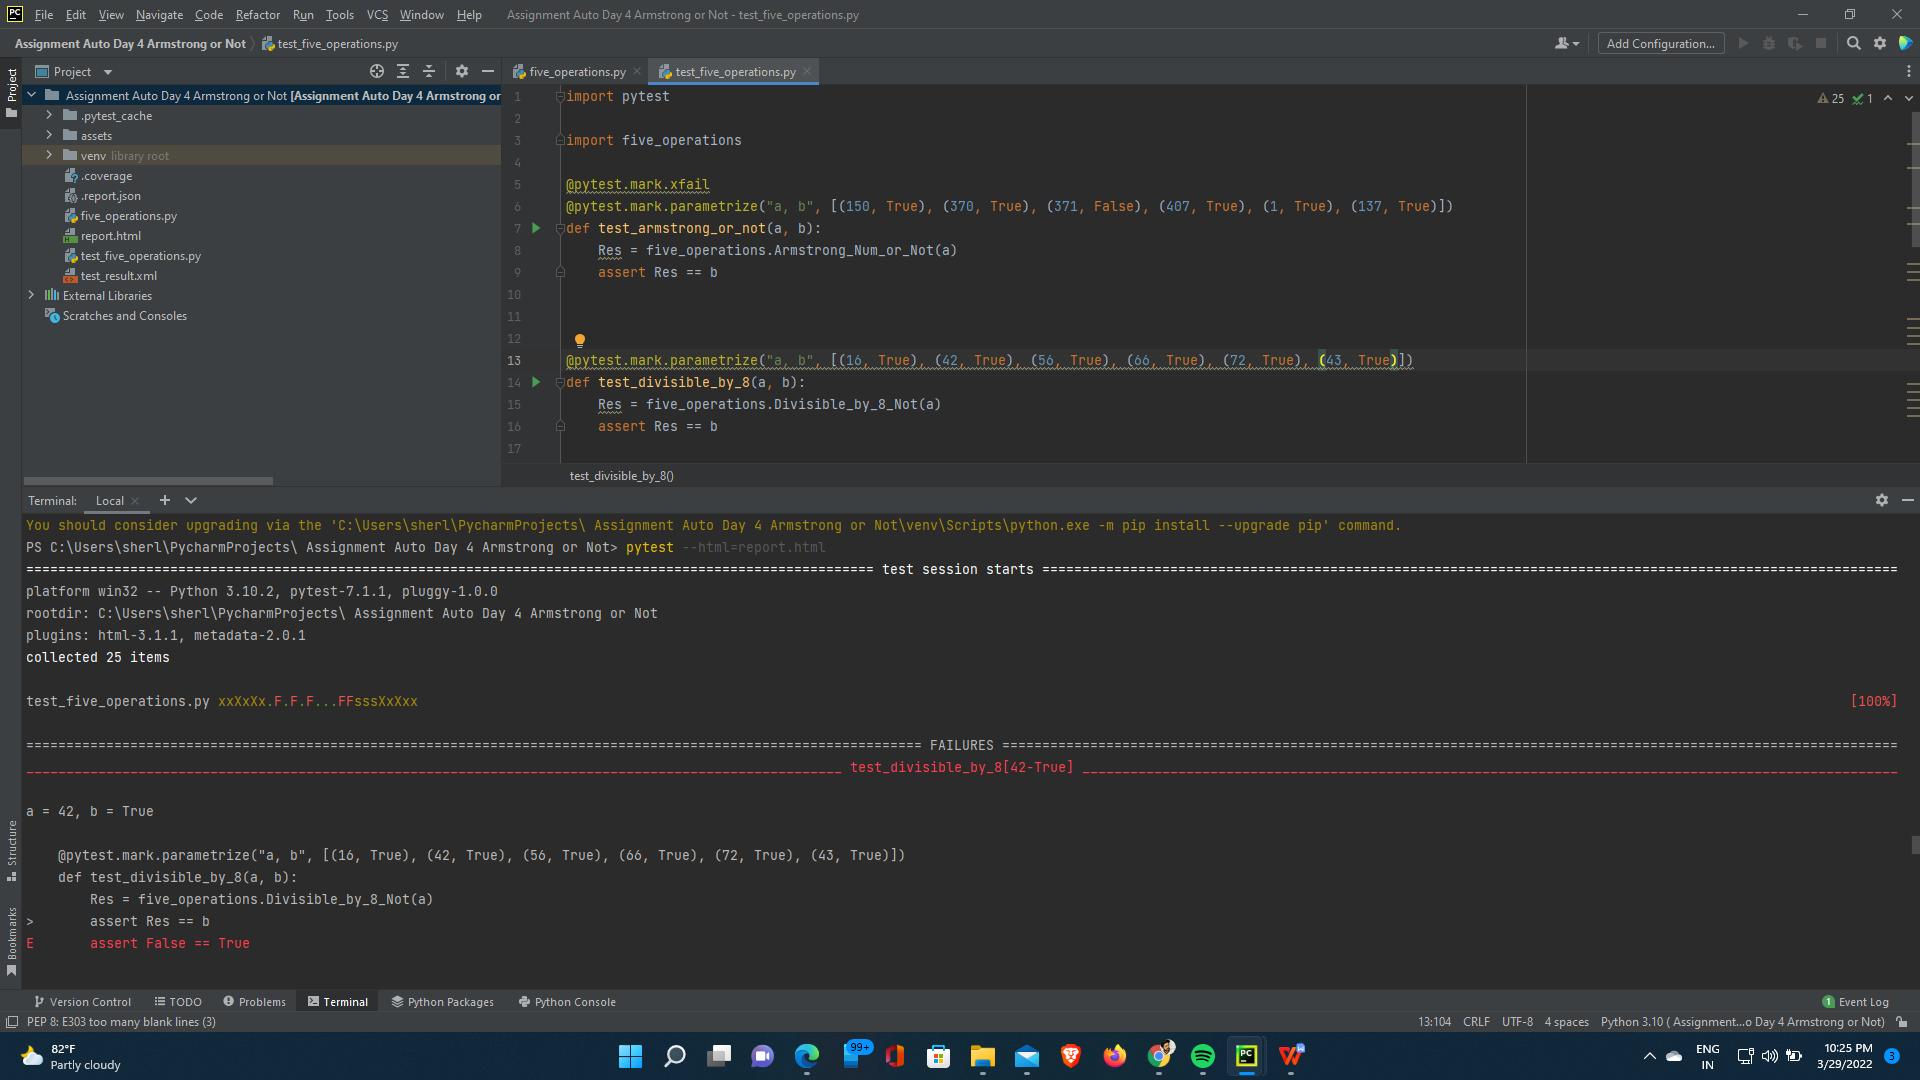 PC File Edit View Navigate Code Refactor Run Tools VCS Window Help Assignment Auto Day 4 Armstrong or Not - test_five_operations.py
Assignment Auto Day 4 Armstrong or Not test_five_operations.py Add Configuration...
Project
Project
five_operations.py test_five_operations.py
Assignment Auto Day 4 Armstrong or Not [Assignment Auto Day 4 Armstrong or
.pytest_cache
assets
venv library root
.coverage
.report.json
five_operations.py
report.html
test_five_operations.py
test_result.xml
External Libraries
Scratches and Consoles
25 1
1 import pytest
2
3 import five_operations
4
5 @pytest.mark.xfail
6 @pytest.mark.parametrize("a, b", [(150, True), (370, True), (371, False), (407, True), (1, True), (137, True)])
7 def test_armstrong_or_not(a, b):
8 Res = five_operations.Armstrong_Num_or_Not(a)
9 assert Res == b
10
11
12
13 @pytest.mark.parametrize("a, b", [(16, True), (42, True), (56, True), (66, True), (72, True), (43, True)])
14 def test_divisible_by_8(a, b):
15 Res = five_operations.Divisible_by_8_Not(a)
16 assert Res == b
17
test_divisible_by_8()
Terminal: Local
You should consider upgrading via the 'C:\Users\sherl\PycharmProjects\ Assignment Auto Day 4 Armstrong or Not\venv\Scripts\python.exe -m pip install --upgrade pip' command.
PS C:\Users\sherl\PycharmProjects\ Assignment Auto Day 4 Armstrong or Not> pytest --html=report.html
========================================================================================================== test session starts ===========================================================================================================
platform win32 -- Python 3.10.2, pytest-7.1.1, pluggy-1.0.0
rootdir: C:\Users\sherl\PycharmProjects\ Assignment Auto Day 4 Armstrong or Not
plugins: html-3.1.1, metadata-2.0.1
collected 25 items
test_five_operations.py xxXxXx.F.F.F...FFsssXxXxx [100%]
================================================================================================================ FAILURES ================================================================================================================
______________________________________________________________________________________________________ test_divisible_by_8[42-True] ______________________________________________________________________________________________________
a = 42, b = True
@pytest.mark.parametrize("a, b", [(16, True), (42, True), (56, True), (66, True), (72, True), (43, True)])
def test_divisible_by_8(a, b):
Res = five_operations.Divisible_by_8_Not(a)
> assert Res == b
E assert False == True
Structure
Bookmarks
Version Control TODO Problems Terminal Python Packages Python Console 1 Event Log
PEP 8: E303 too many blank lines (3) 13:104 CRLF UTF-8 4 spaces Python 3.10 ( Assignment...o Day 4 Armstrong or Not)
82°F
Partly cloudy
99+
PC
ENG
IN
10:25 PM
3/29/2022
3